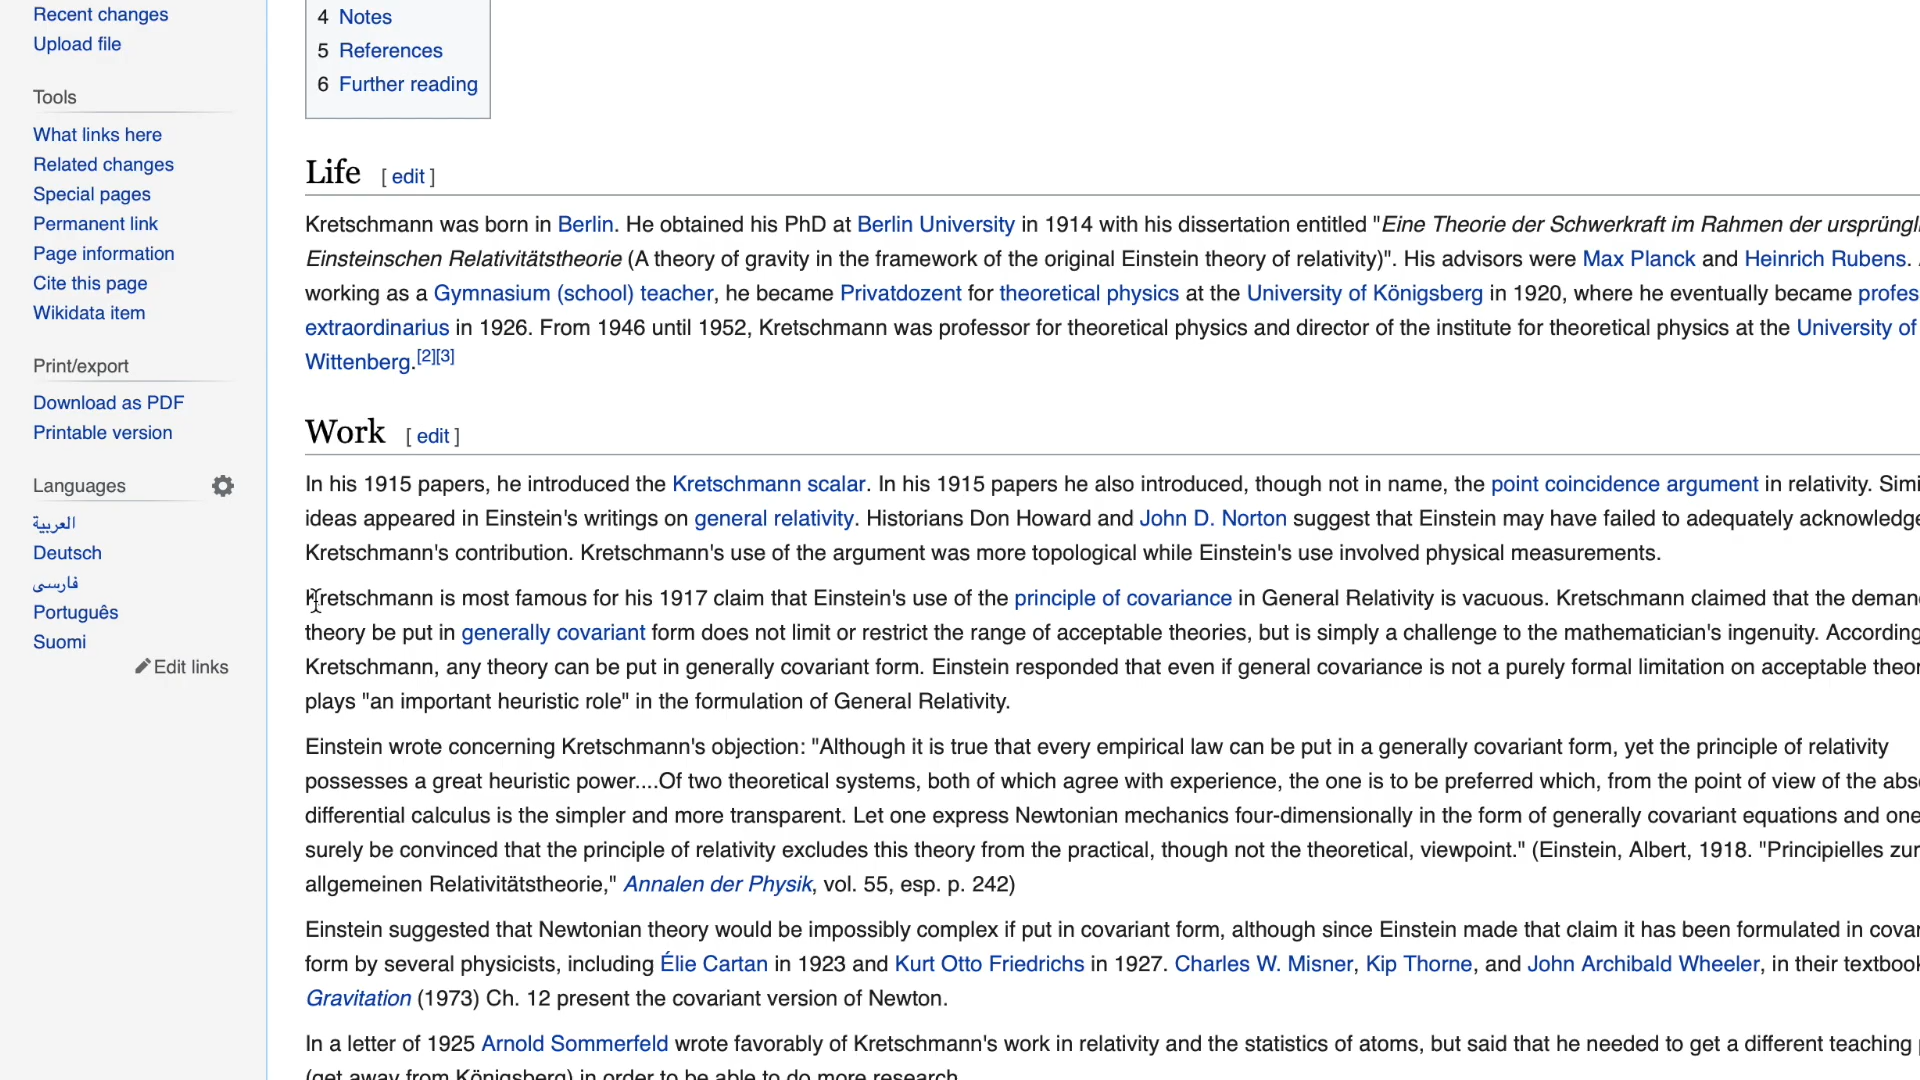 Recent changes
Upload file
Tools
What links here
Related changes
Special pages
Permanent link
Page information
Cite this page
Wikidata item
Print/export
Download as PDF
Printable version
Languages
العربية
Deutsch
فارسی
Português
Suomi
Edit links
4 Notes
5 References
6 Further reading
Life [ edit ]
Kretschmann was born in Berlin. He obtained his PhD at Berlin University in 1914 with his dissertation entitled "Eine Theorie der Schwerkraft im Rahmen der ursprüngl
Einsteinschen Relativitätstheorie (A theory of gravity in the framework of the original Einstein theory of relativity)". His advisors were Max Planck and Heinrich Rubens.
working as a Gymnasium (school) teacher, he became Privatdozent for theoretical physics at the University of Königsberg in 1920, where he eventually became profes
extraordinarius in 1926. From 1946 until 1952, Kretschmann was professor for theoretical physics and director of the institute for theoretical physics at the University of
Wittenberg.[2][3]
Work [ edit ]
In his 1915 papers, he introduced the Kretschmann scalar. In his 1915 papers he also introduced, though not in name, the point coincidence argument in relativity. Simi
ideas appeared in Einstein's writings on general relativity. Historians Don Howard and John D. Norton suggest that Einstein may have failed to adequately acknowledge
Kretschmann's contribution. Kretschmann's use of the argument was more topological while Einstein's use involved physical measurements.
Kretschmann is most famous for his 1917 claim that Einstein's use of the principle of covariance in General Relativity is vacuous. Kretschmann claimed that the deman
theory be put in generally covariant form does not limit or restrict the range of acceptable theories, but is simply a challenge to the mathematician's ingenuity. According
Kretschmann, any theory can be put in generally covariant form. Einstein responded that even if general covariance is not a purely formal limitation on acceptable theor
plays "an important heuristic role" in the formulation of General Relativity.
Einstein wrote concerning Kretschmann's objection: "Although it is true that every empirical law can be put in a generally covariant form, yet the principle of relativity
possesses a great heuristic power....Of two theoretical systems, both of which agree with experience, the one is to be preferred which, from the point of view of the abs
differential calculus is the simpler and more transparent. Let one express Newtonian mechanics four-dimensionally in the form of generally covariant equations and one
surely be convinced that the principle of relativity excludes this theory from the practical, though not the theoretical, viewpoint." (Einstein, Albert, 1918. "Principielles zur
allgemeinen Relativitätstheorie," Annalen der Physik, vol. 55, esp. p. 242)
Einstein suggested that Newtonian theory would be impossibly complex if put in covariant form, although since Einstein made that claim it has been formulated in covar
form by several physicists, including Élie Cartan in 1923 and Kurt Otto Friedrichs in 1927. Charles W. Misner, Kip Thorne, and John Archibald Wheeler, in their textbook
Gravitation (1973) Ch. 12 present the covariant version of Newton.
In a letter of 1925 Arnold Sommerfeld wrote favorably of Kretschmann's work in relativity and the statistics of atoms, but said that he needed to get a different teaching
(get away from Königsberg) in order to be able to do more research.